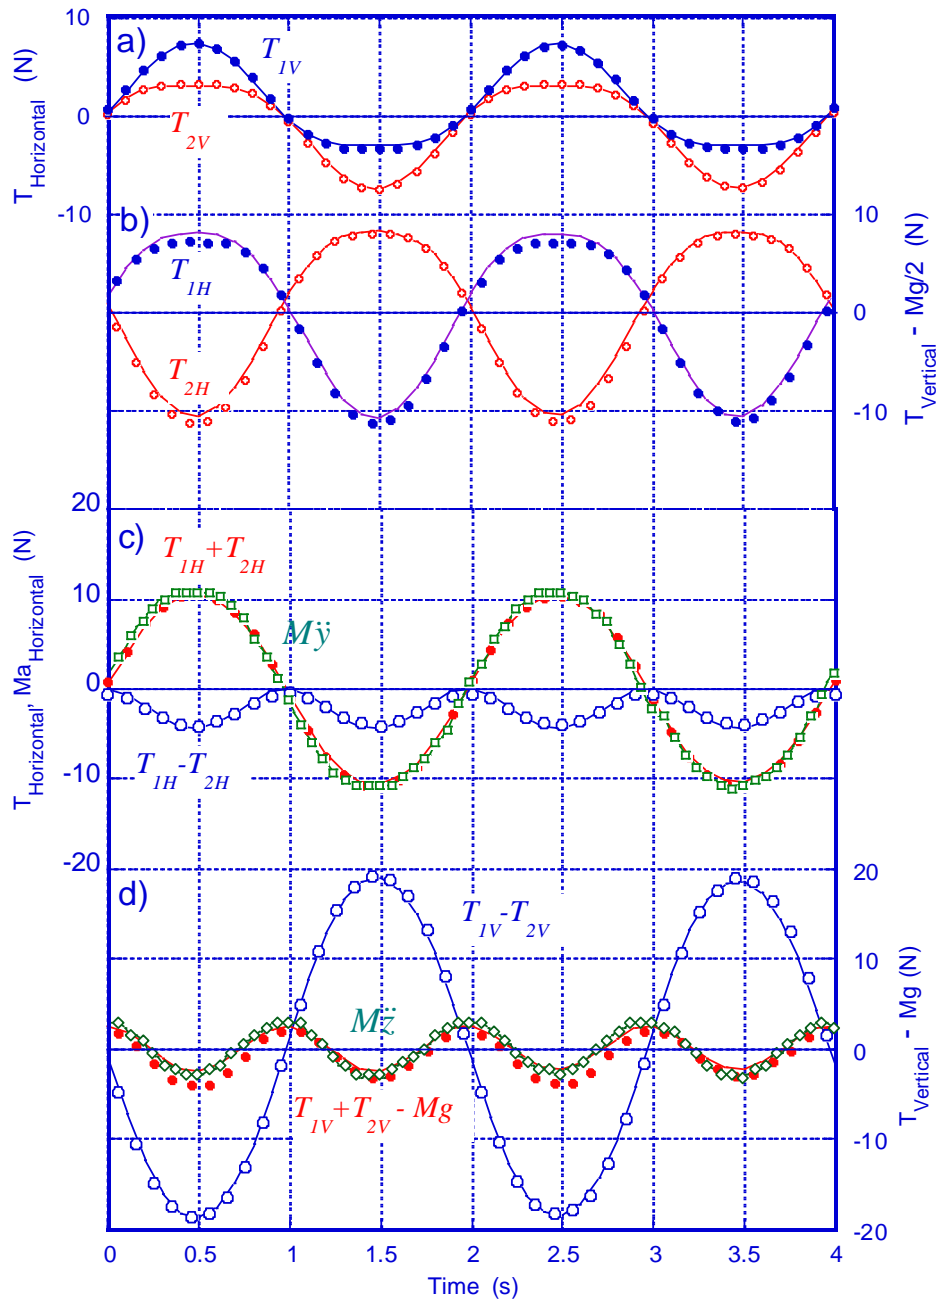 10
a)
T1V
T2V
0
-10
THorizontal (N)
b)
T1H
T2H
10
0
-10
TVertical - Mg/2 (N)
20
c)
T1H+T2H
Mÿ
10
0
T1H-T2H
-10
-20
THorizontal, MaHorizontal (N)
d)
T1V-T2V
Mz̈
T1V+T2V - Mg
20
10
0
-10
-20
TVertical - Mg (N)
0 0.5 1 1.5 2 2.5 3 3.5 4
Time (s)